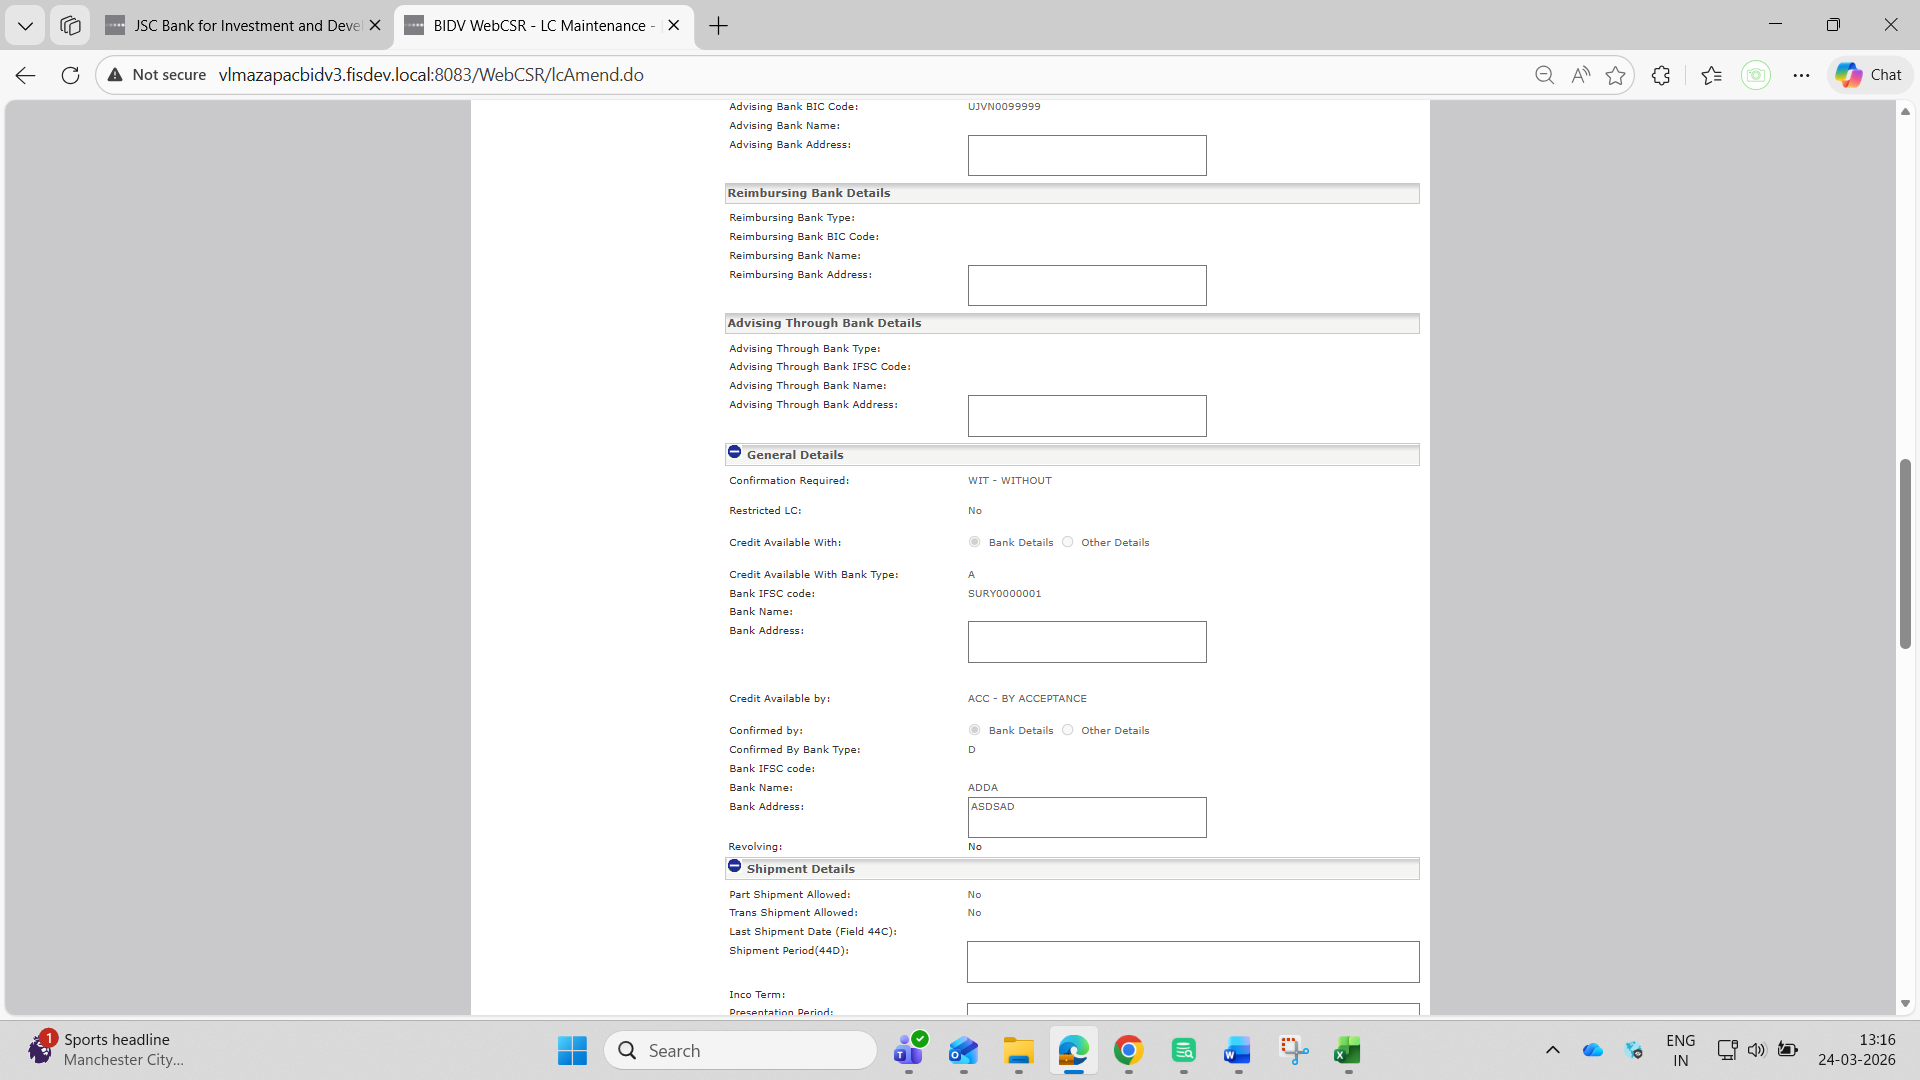 JSC Bank for Investment and Deve
BIDV WebCSR - LC Maintenance -
Not secure
vlmazapacbidv3.fisdev.local:8083/WebCSR/lcAmend.do
Chat
Advising Bank BIC Code: UJVN0099999
Advising Bank Name:
Advising Bank Address:
Reimbursing Bank Details
Reimbursing Bank Type:
Reimbursing Bank BIC Code:
Reimbursing Bank Name:
Reimbursing Bank Address:
Advising Through Bank Details
Advising Through Bank Type:
Advising Through Bank IFSC Code:
Advising Through Bank Name:
Advising Through Bank Address:
General Details
Confirmation Required: WIT - WITHOUT
Restricted LC: No
Credit Available With: Bank Details Other Details
Credit Available With Bank Type: A
Bank IFSC code: SURY0000001
Bank Name:
Bank Address:
Credit Available by: ACC - BY ACCEPTANCE
Confirmed by: Bank Details Other Details
Confirmed By Bank Type: D
Bank IFSC code:
Bank Name: ADDA
Bank Address: ASDSAD
Revolving: No
Shipment Details
Part Shipment Allowed: No
Trans Shipment Allowed: No
Last Shipment Date (Field 44C):
Shipment Period(44D):
Inco Term:
Presentation Period:
1
Sports headline
Manchester City...
Search
ENG
IN
13:16
24-03-2026